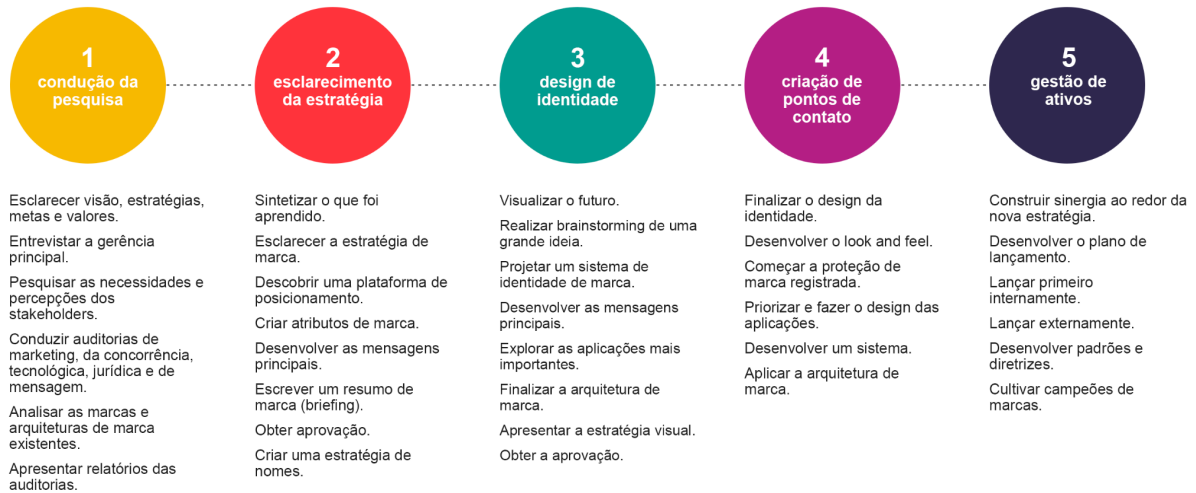 1
condução da
pesquisa
2
esclarecimento
da estratégia
3
design de
identidade
4
criação de
pontos de
contato
5
gestão de
ativos
Esclarecer visão, estratégias,
metas e valores.
Entrevistar a gerência
principal.
Pesquisar as necessidades e
percepções dos
stakeholders.
Conduzir auditorias de
marketing, da concorrência,
tecnológica, jurídica e de
mensagem.
Analisar as marcas e
arquiteturas de marca
existentes.
Apresentar relatórios das
auditorias.
Sintetizar o que foi
aprendido.
Esclarecer a estratégia de
marca.
Descobrir uma plataforma de
posicionamento.
Criar atributos de marca.
Desenvolver as mensagens
principais.
Escrever um resumo de
marca (briefing).
Obter aprovação.
Criar uma estratégia de
nomes.
Visualizar o futuro.
Realizar brainstorming de uma
grande ideia.
Projetar um sistema de
identidade de marca.
Desenvolver as mensagens
principais.
Explorar as aplicações mais
importantes.
Finalizar a arquitetura de
marca.
Apresentar a estratégia visual.
Obter a aprovação.
Finalizar o design da
identidade.
Desenvolver o look and feel.
Começar a proteção de
marca registrada.
Priorizar e fazer o design das
aplicações.
Desenvolver um sistema.
Aplicar a arquitetura de
marca.
Construir sinergia ao redor da
nova estratégia.
Desenvolver o plano de
lançamento.
Lançar primeiro
internamente.
Lançar externamente.
Desenvolver padrões e
diretrizes.
Cultivar campeões de
marcas.